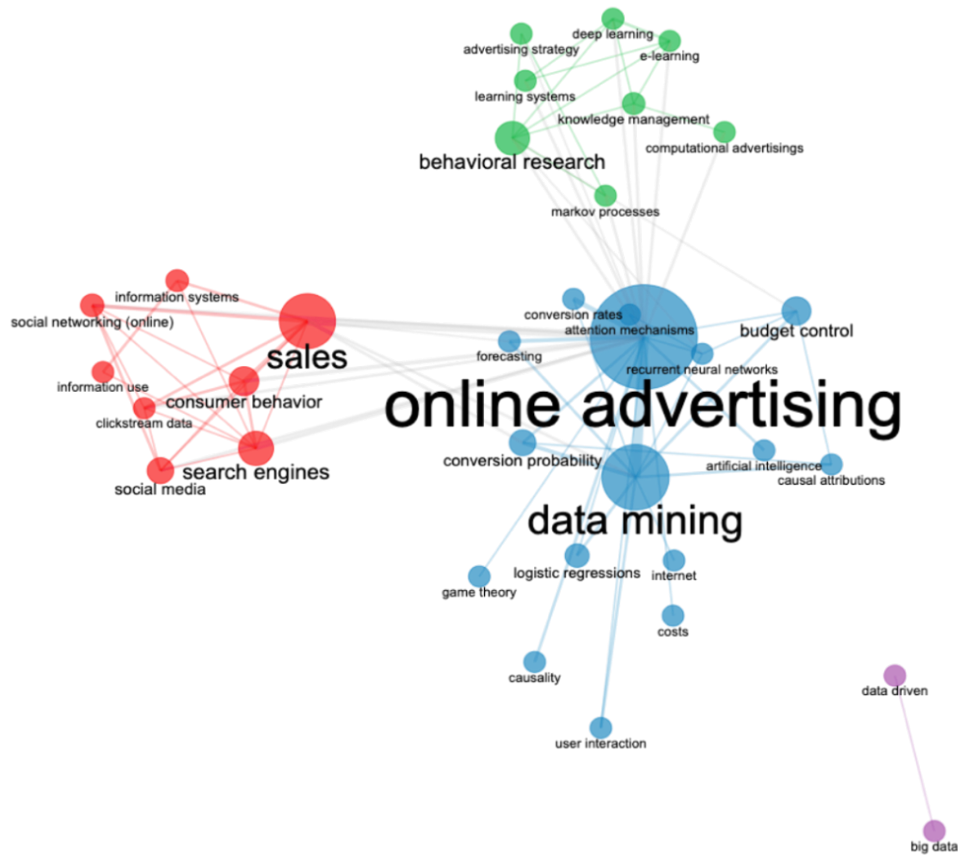 deep learning
advertising strategy
e-learning
learning systems
knowledge management
computational advertisings
behavioral research
markov processes
information systems
social networking (online)
conversion rates
attention mechanisms
budget control
sales
forecasting
recurrent neural networks
information use
consumer behavior
online advertising
clickstream data
conversion probability
artificial intelligence
search engines
causal attributions
social media
data mining
logistic regressions
internet
game theory
costs
causality
data driven
user interaction
big data